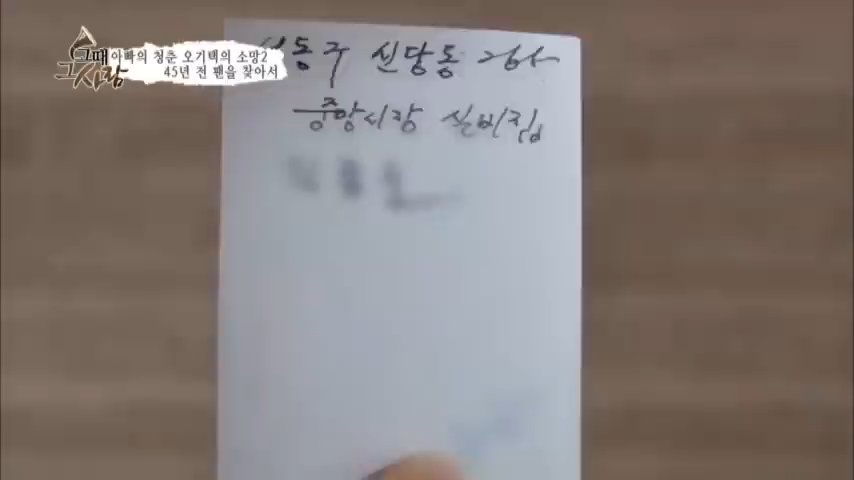 그때 그 사람
아빠의 청춘 오기택의 소망2
45년 전 팬을 찾아서
동구 신당동
중앙시장 실비집